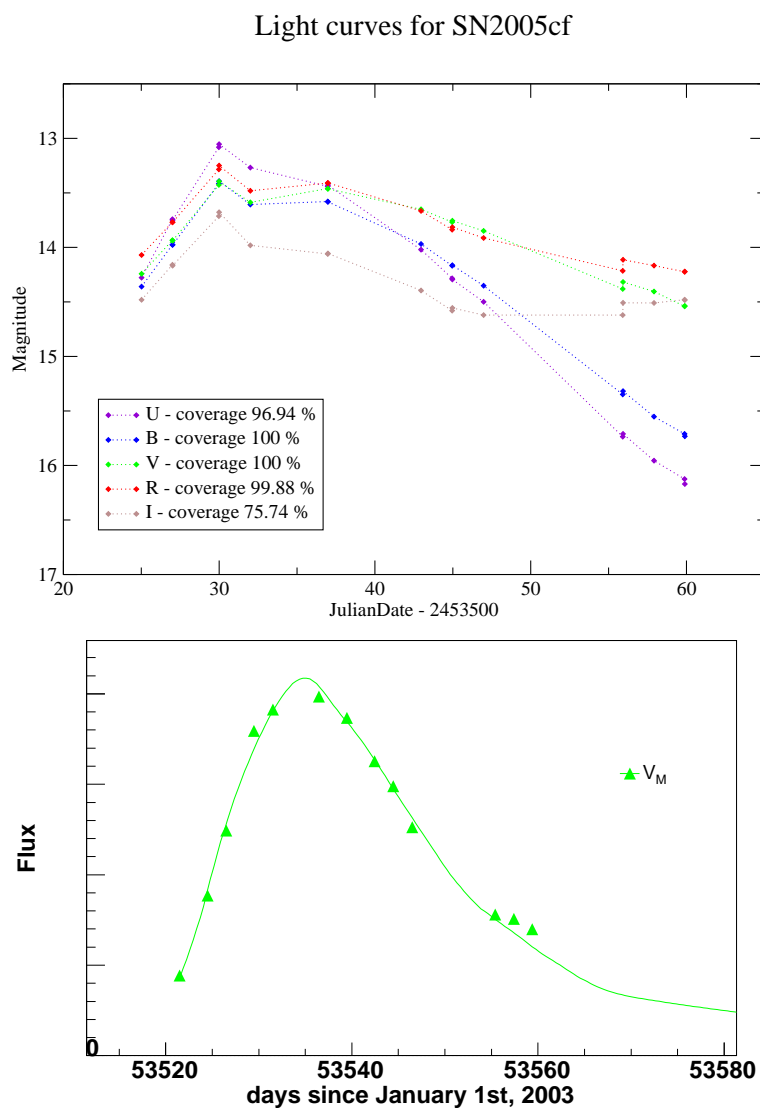 Light curves for SN2005cf
13
14
15
16
17
Magnitude
U - coverage 96.94 %
B - coverage 100 %
V - coverage 100 %
R - coverage 99.88 %
I - coverage 75.74 %
20 30 40 50 60
JulianDate - 2453500
Flux
V_M
0
53520 53540 53560 53580
days since January 1st, 2003